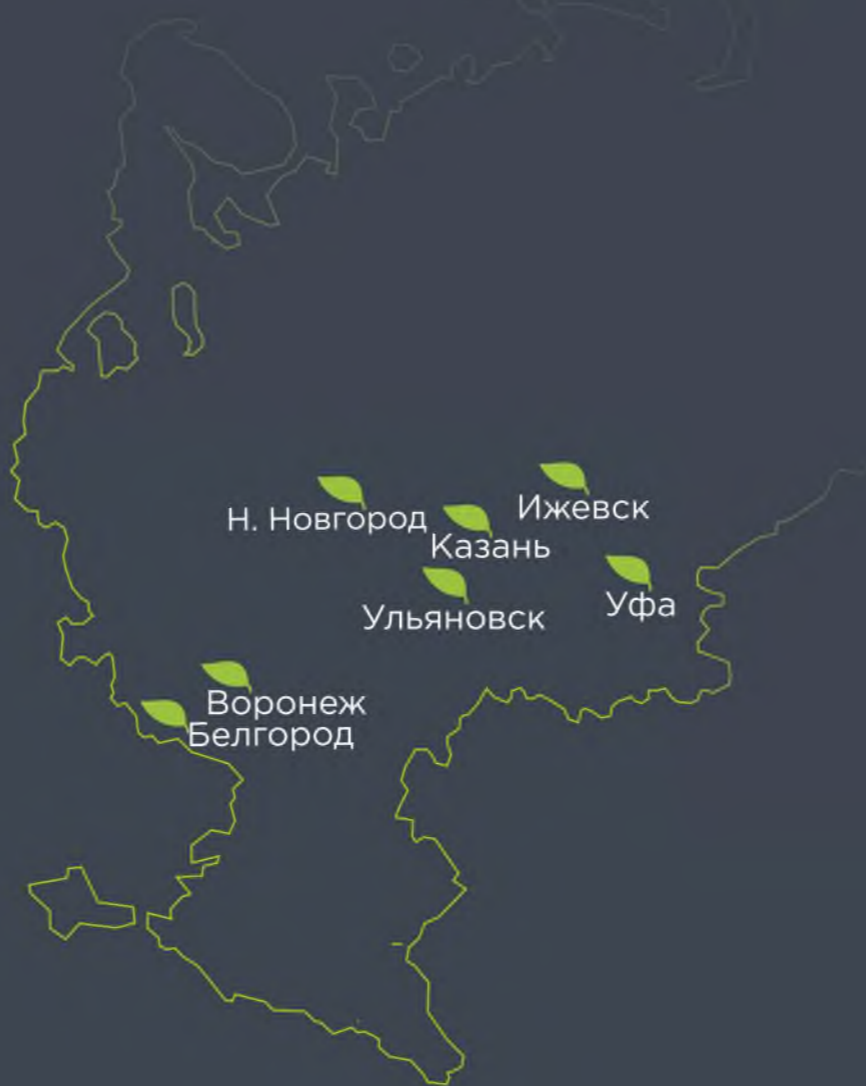 Ижевск
Н. Новгород
Казань
Уфа
Ульяновск
Воронеж
Белгород